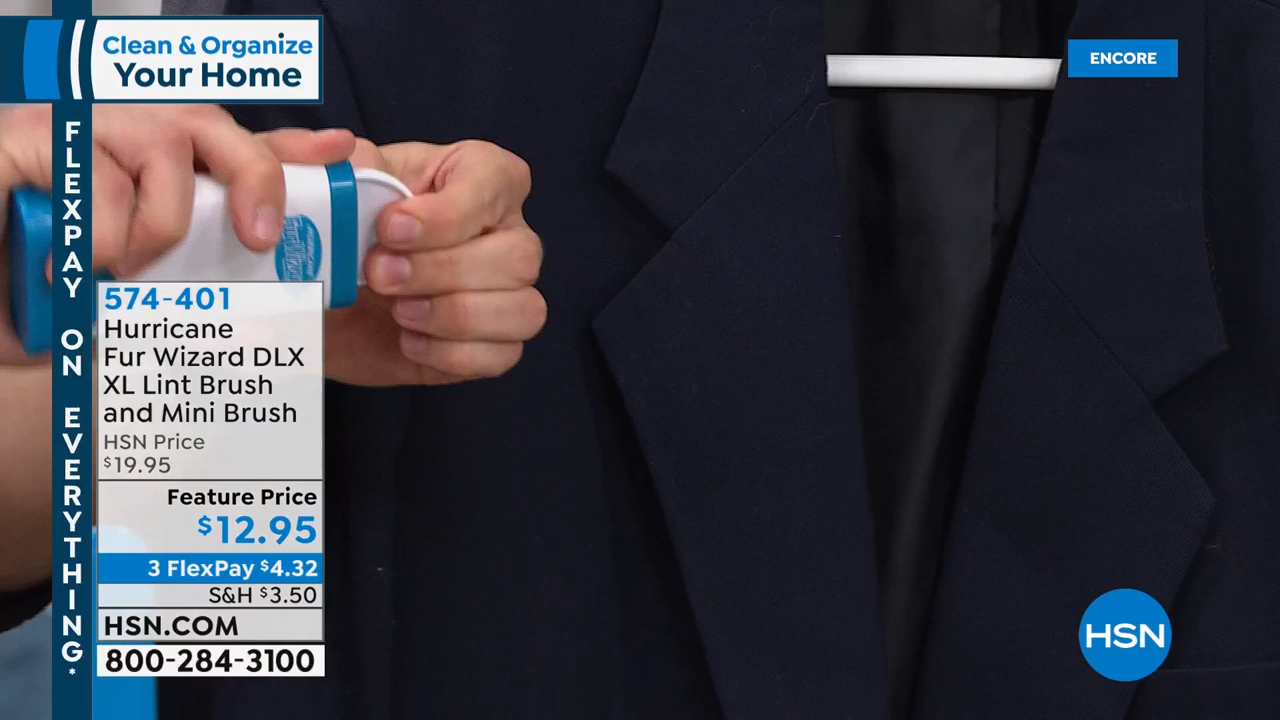 Clean & Organize
Your Home
ENCORE
FLEXPAY ON EVERYTHING*
574-401
Hurricane
Fur Wizard DLX
XL Lint Brush
and Mini Brush
HSN Price
$19.95
Feature Price
$12.95
3 FlexPay $4.32
S&H $3.50
HSN.COM
800-284-3100
HSN